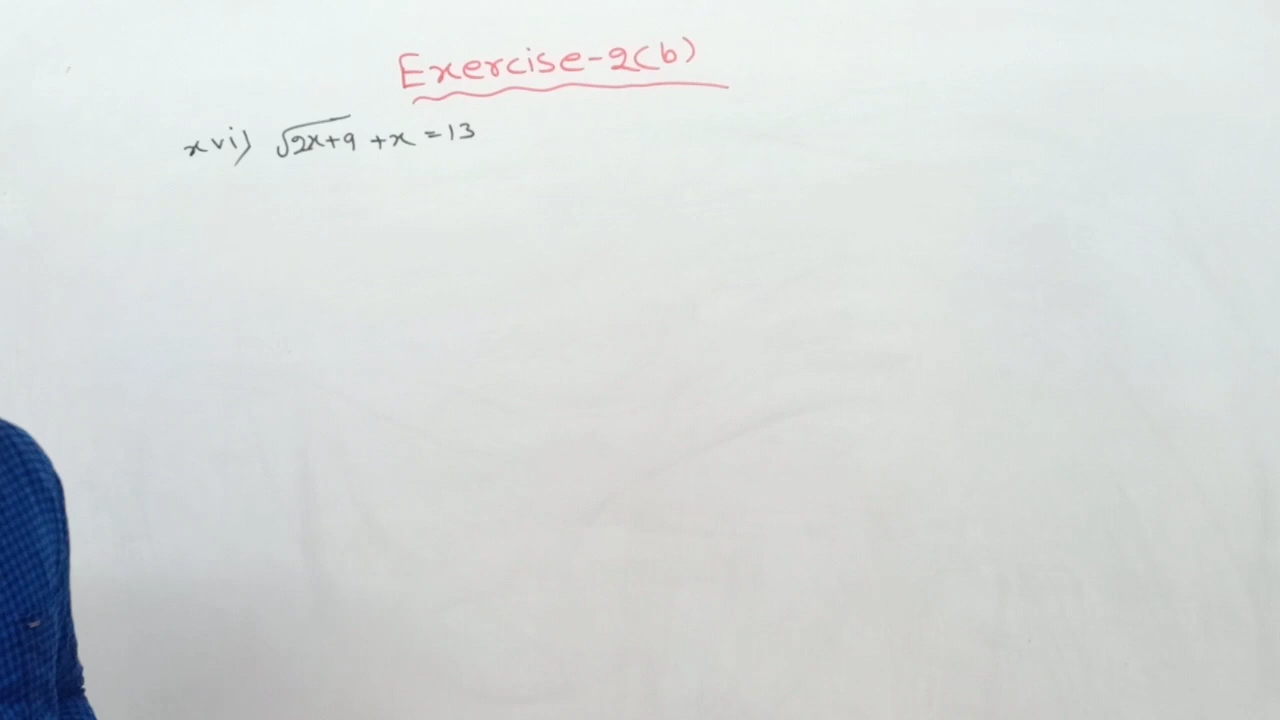 Exercise-2(b)
xvi) √2x+9 +x = 13